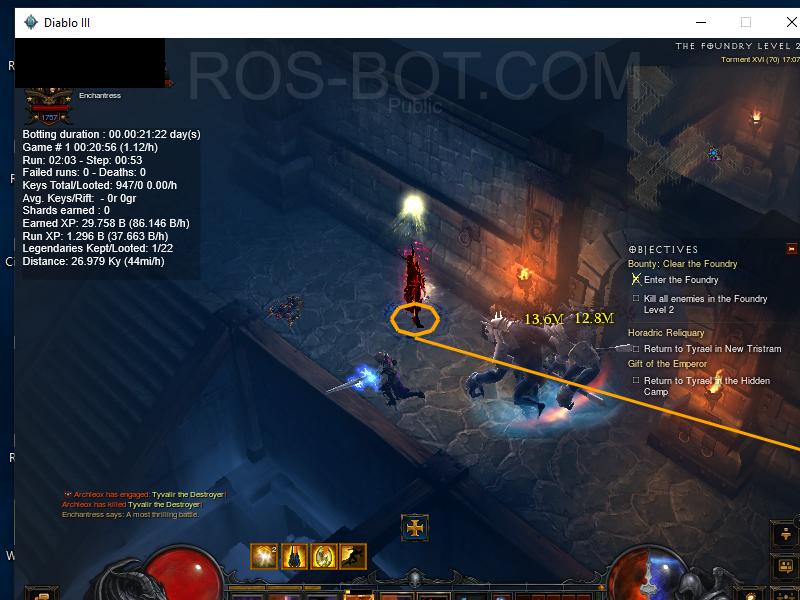 Diablo III
ROS-BOT.COM
Public
THE FOUNDRY LEVEL 2
Torment XVI (70) 17:07
Enchantress
1757
Botting duration : 00.00:21:22 day(s)
Game # 1 00:20:56 (1.12/h)
Run: 02:03 - Step: 00:53
Failed runs: 0 - Deaths: 0
Keys Total/Looted: 947/0 0.00/h
Avg. Keys/Rift: - 0r 0gr
Shards earned : 0
Earned XP: 29.758 B (86.146 B/h)
Run XP: 1.296 B (37.663 B/h)
Legendaries Kept/Looted: 1/22
Distance: 26.979 Ky (44mi/h)
OBJECTIVES
Bounty: Clear the Foundry
Enter the Foundry
Kill all enemies in the Foundry
Level 2
Horadric Reliquary
Return to Tyrael in New Tristram
Gift of the Emperor
Return to Tyrael in the Hidden
Camp
13.6M 12.8M
Archleox has engaged: Tyvalir the Destroyer!
Archleox has killed Tyvalir the Destroyer!
Enchantress says: A most thrilling battle.
2